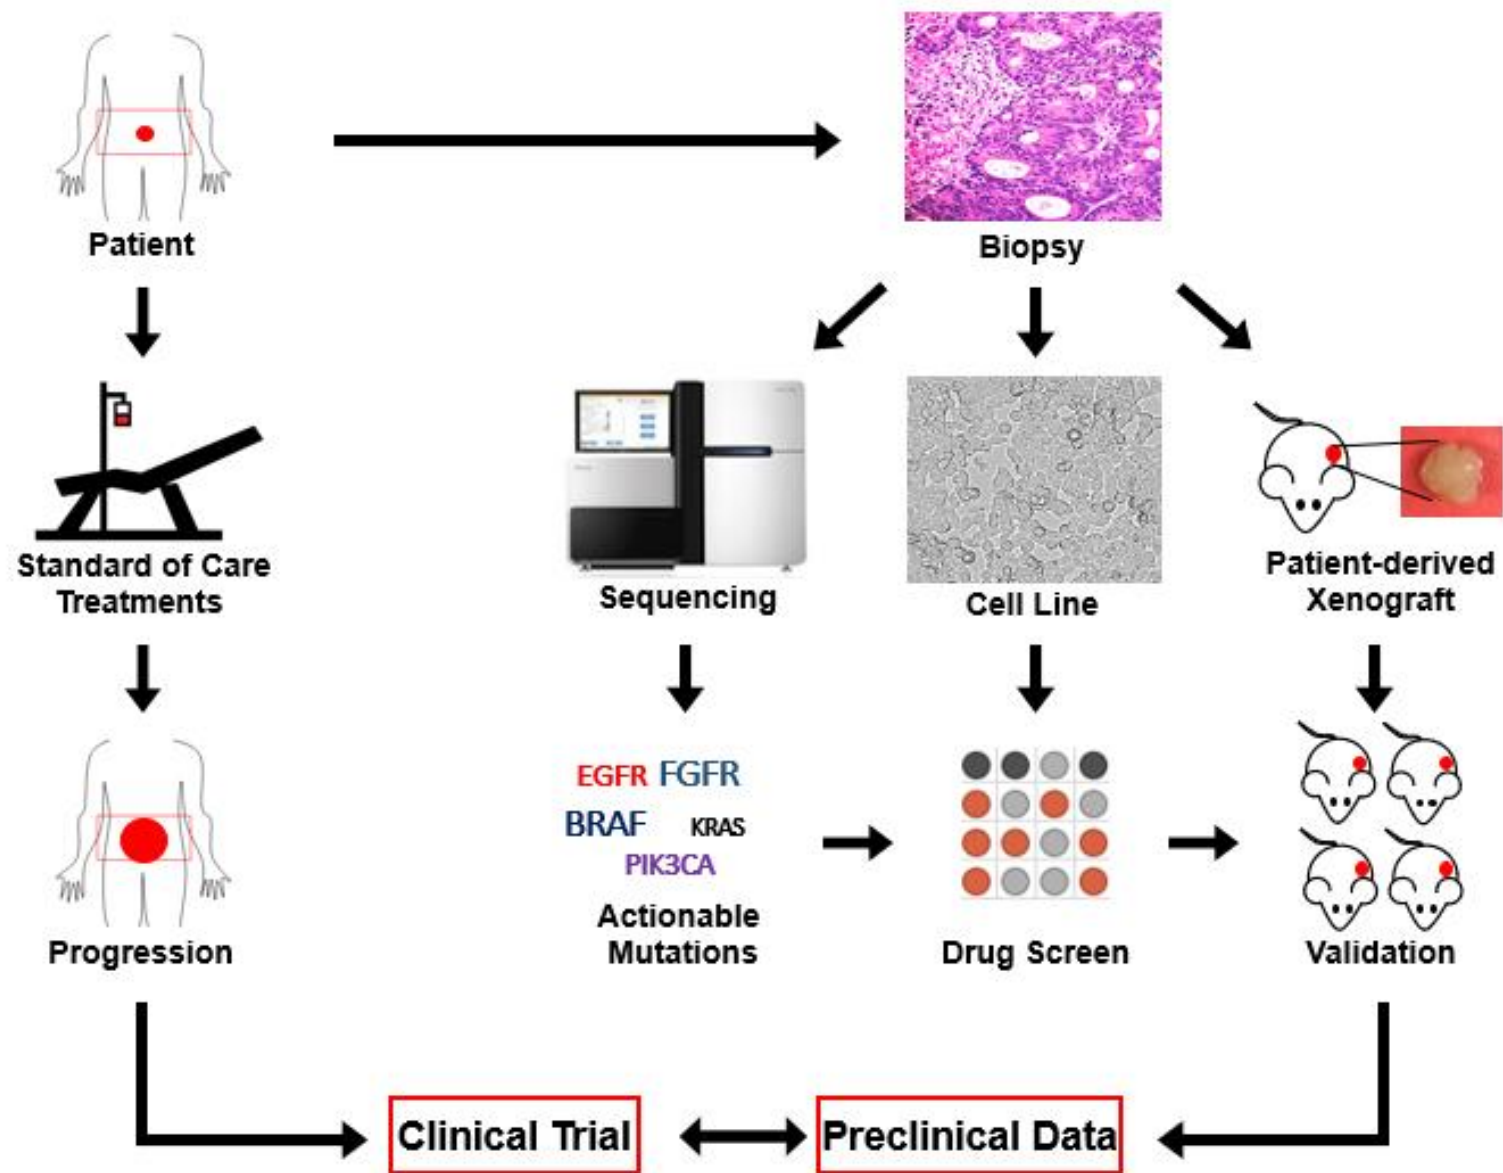 Patient
Biopsy
Standard of Care
Treatments
Sequencing
Cell Line
Patient-derived
Xenograft
EGFR FGFR
BRAF KRAS
PIK3CA
Actionable
Mutations
Progression
Drug Screen
Validation
Clinical Trial
Preclinical Data